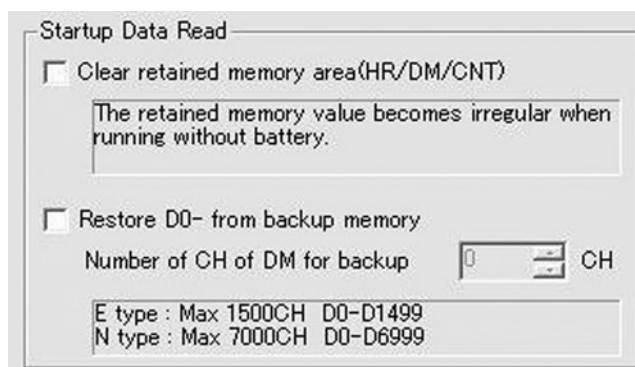 Startup Data Read
Clear retained memory area(HR/DM/CNT)
The retained memory value becomes irregular when
running without battery.
Restore D0- from backup memory
Number of CH of DM for backup 0 CH
E type : Max 1500CH D0-D1499
N type : Max 7000CH D0-D6999